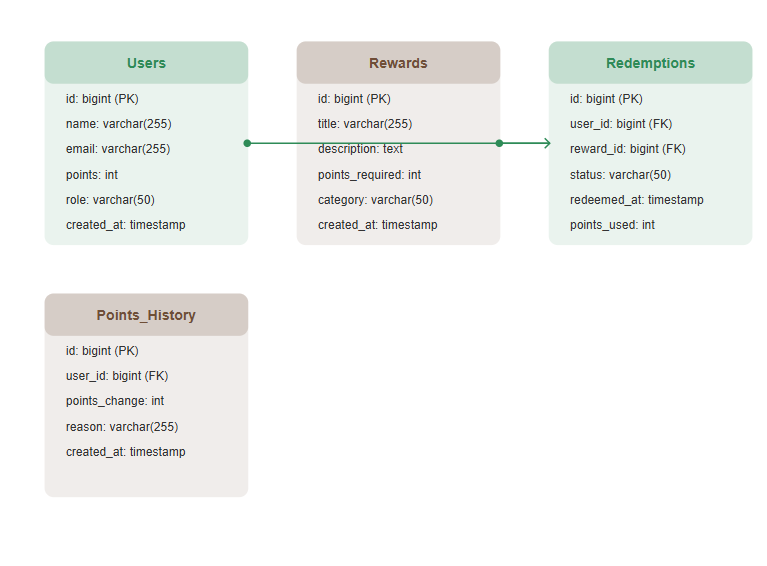 Users
id: bigint (PK)
name: varchar(255)
email: varchar(255)
points: int
role: varchar(50)
created_at: timestamp
Rewards
id: bigint (PK)
title: varchar(255)
description: text
points_required: int
category: varchar(50)
created_at: timestamp
Redemptions
id: bigint (PK)
user_id: bigint (FK)
reward_id: bigint (FK)
status: varchar(50)
redeemed_at: timestamp
points_used: int
Points_History
id: bigint (PK)
user_id: bigint (FK)
points_change: int
reason: varchar(255)
created_at: timestamp